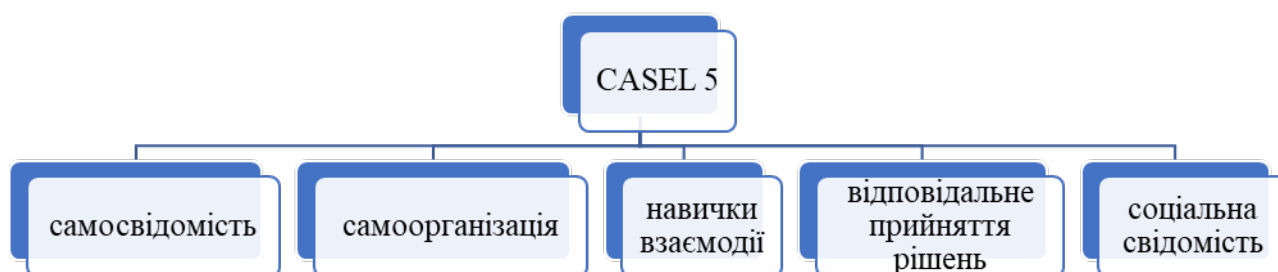 CASEL 5
самосвідомість
самоорганізація
навички
взаємодії
відповідальне
прийняття
рішень
соціальна
свідомість